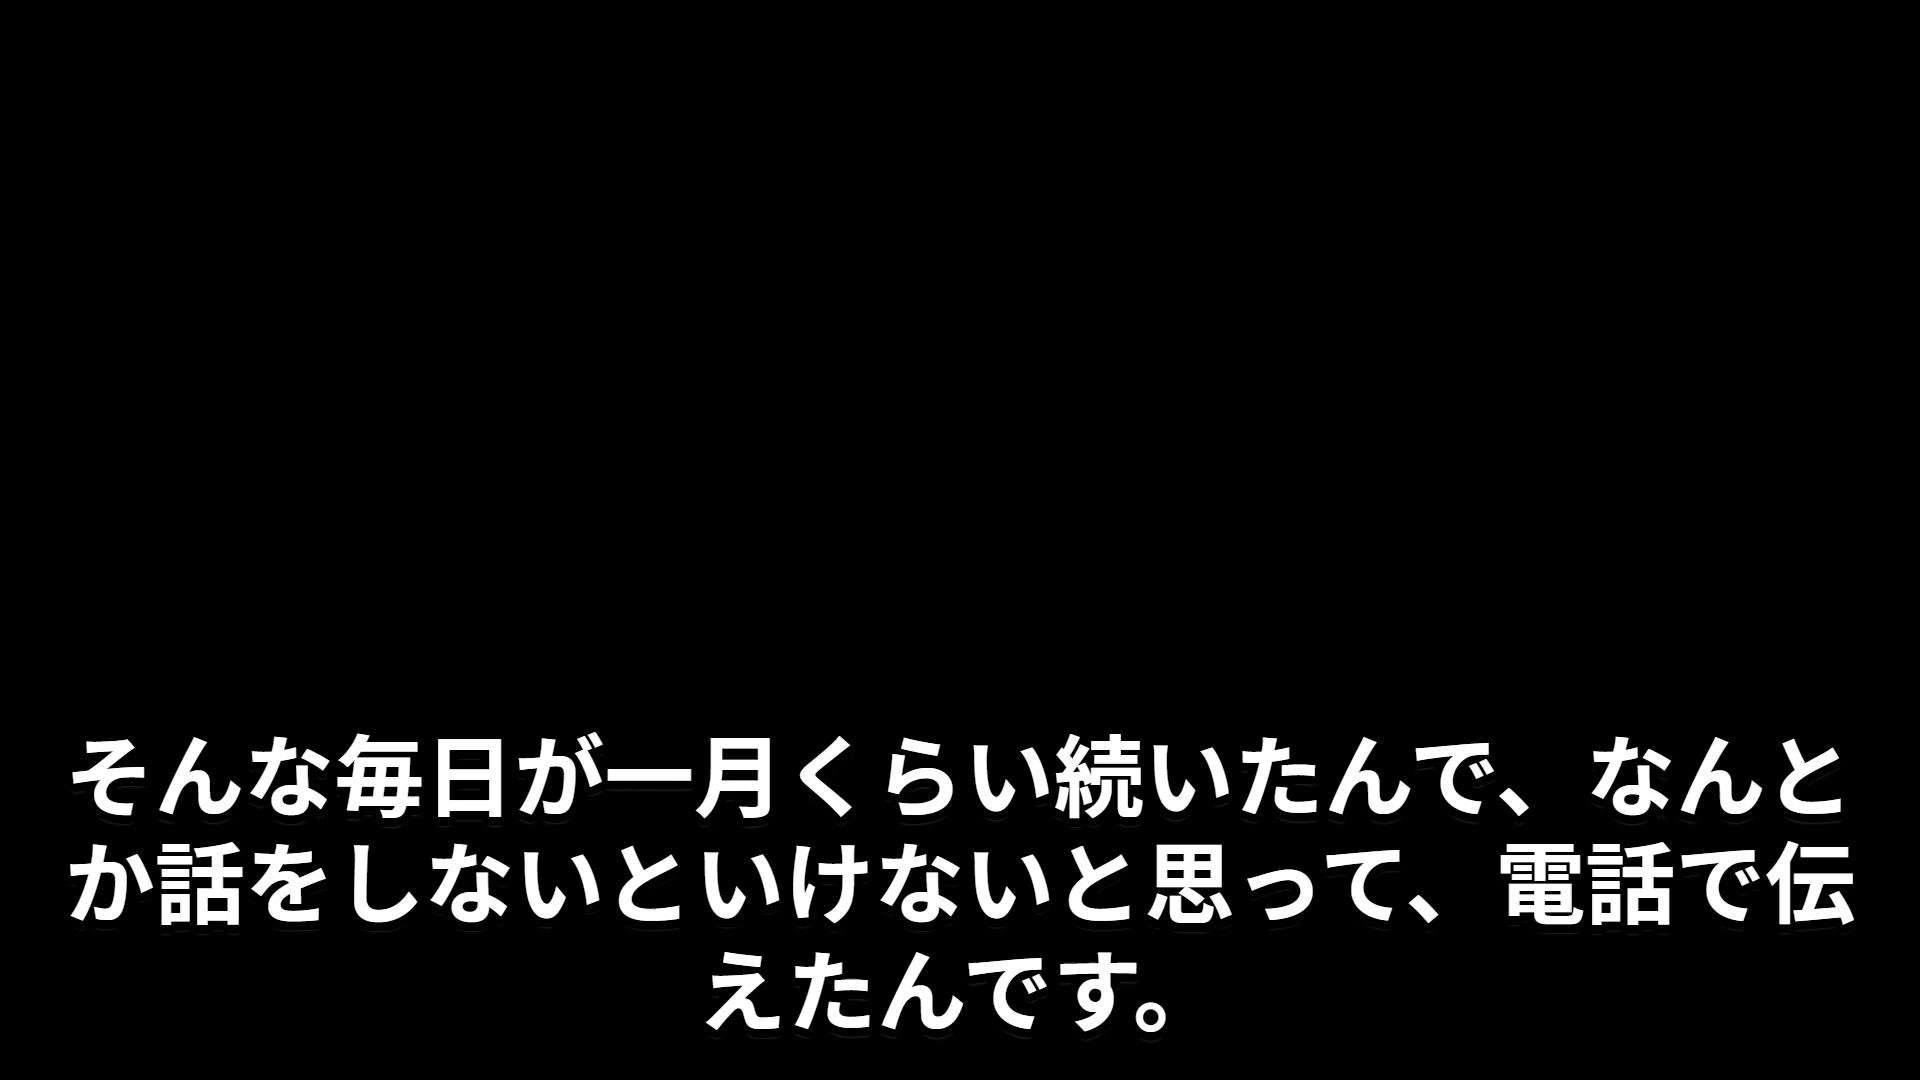 そんな毎日が一月くらい続いたんで、なんと
か話をしないといけないと思って、電話で伝
えたんです。